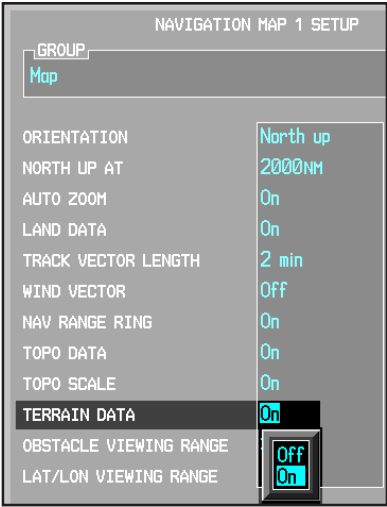 NAVIGATION MAP 1 SETUP
GROUP
Map
ORIENTATION North up
NORTH UP AT 2000NM
AUTO ZOOM On
LAND DATA On
TRACK VECTOR LENGTH 2 min
WIND VECTOR Off
NAV RANGE RING On
TOPO DATA On
TOPO SCALE On
TERRAIN DATA On
OBSTACLE VIEWING RANGE Off
LAT/LON VIEWING RANGE On